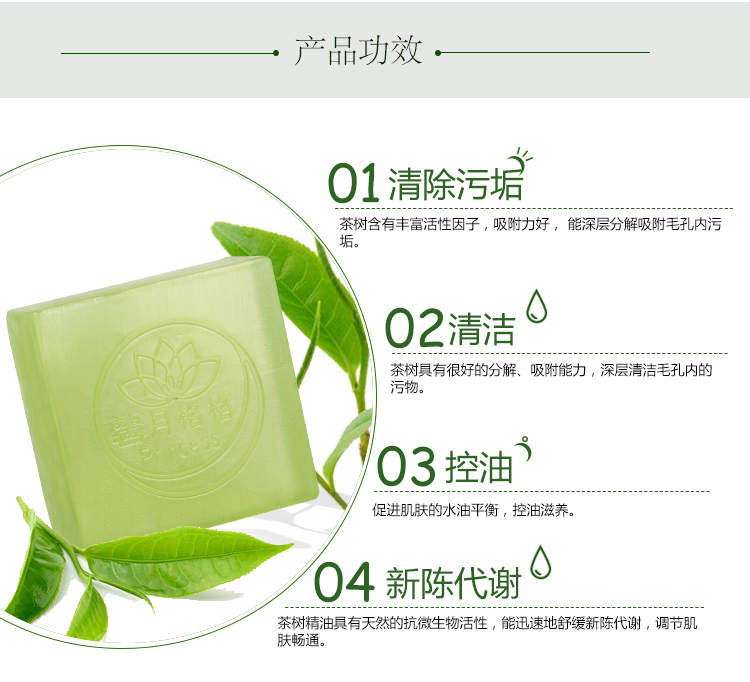 产品功效
01 清除污垢
茶树含有丰富活性因子，吸附力好， 能深层分解吸附毛孔内污
垢。
02 清洁
茶树具有很好的分解、吸附能力，深层清洁毛孔内的
污物。
03 控油
促进肌肤的水油平衡，控油滋养。
04 新陈代谢
茶树精油具有天然的抗微生物活性，能迅速地舒缓新陈代谢，调节肌
肤畅通。
月格格
Princess